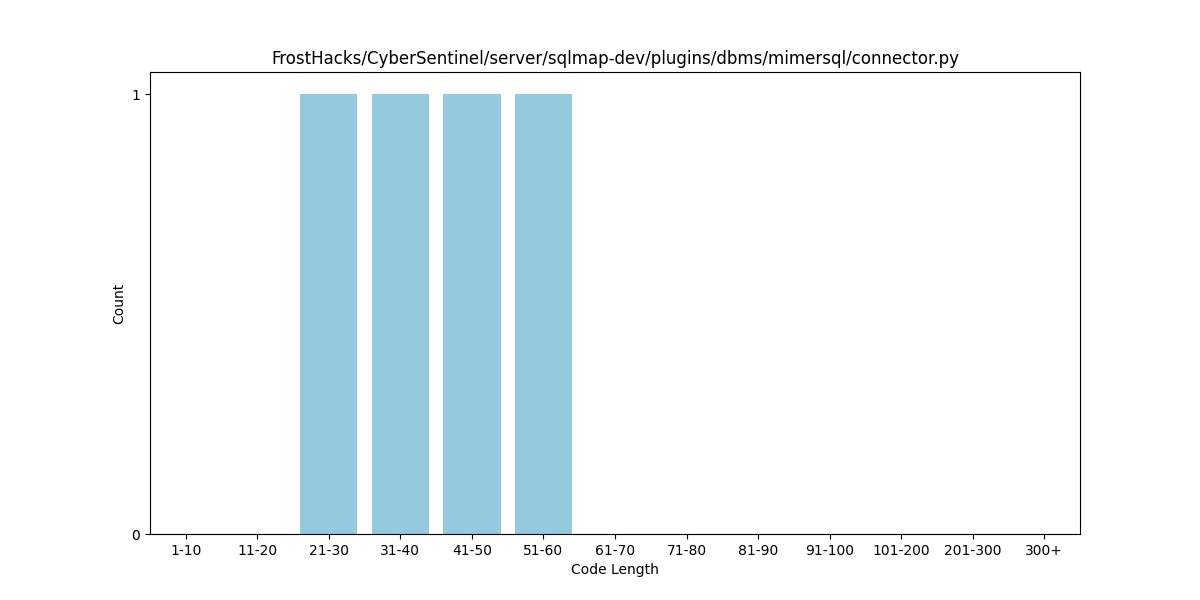 FrostHacks/CyberSentinel/server/sqlmap-dev/plugins/dbms/mimersql/connector.py
1
Count
0
1-10 11-20 21-30 31-40 41-50 51-60 61-70 71-80 81-90 91-100 101-200 201-300 300+
Code Length